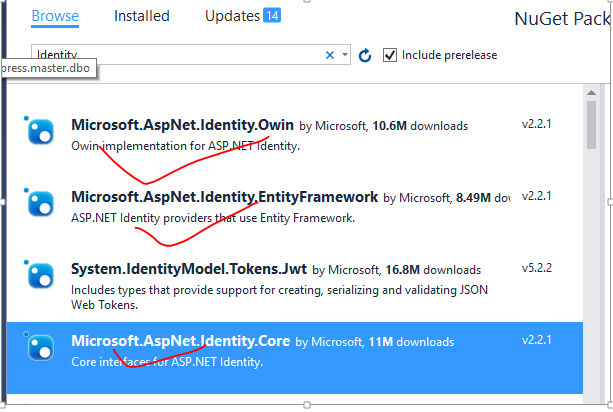 Browse Installed Updates 14 NuGet Pack
Identity Include prerelease
press.master.dbo
Microsoft.AspNet.Identity.Owin by Microsoft, 10.6M downloads v2.2.1
Owin implementation for ASP.NET Identity.
Microsoft.AspNet.Identity.EntityFramework by Microsoft, 8.49M dow v2.2.1
ASP.NET Identity providers that use Entity Framework.
System.IdentityModel.Tokens.Jwt by Microsoft, 16.8M downloads v5.2.2
Includes types that provide support for creating, serializing and validating JSON
Web Tokens.
Microsoft.AspNet.Identity.Core by Microsoft, 11M downloads v2.2.1
Core interfaces for ASP.NET Identity.